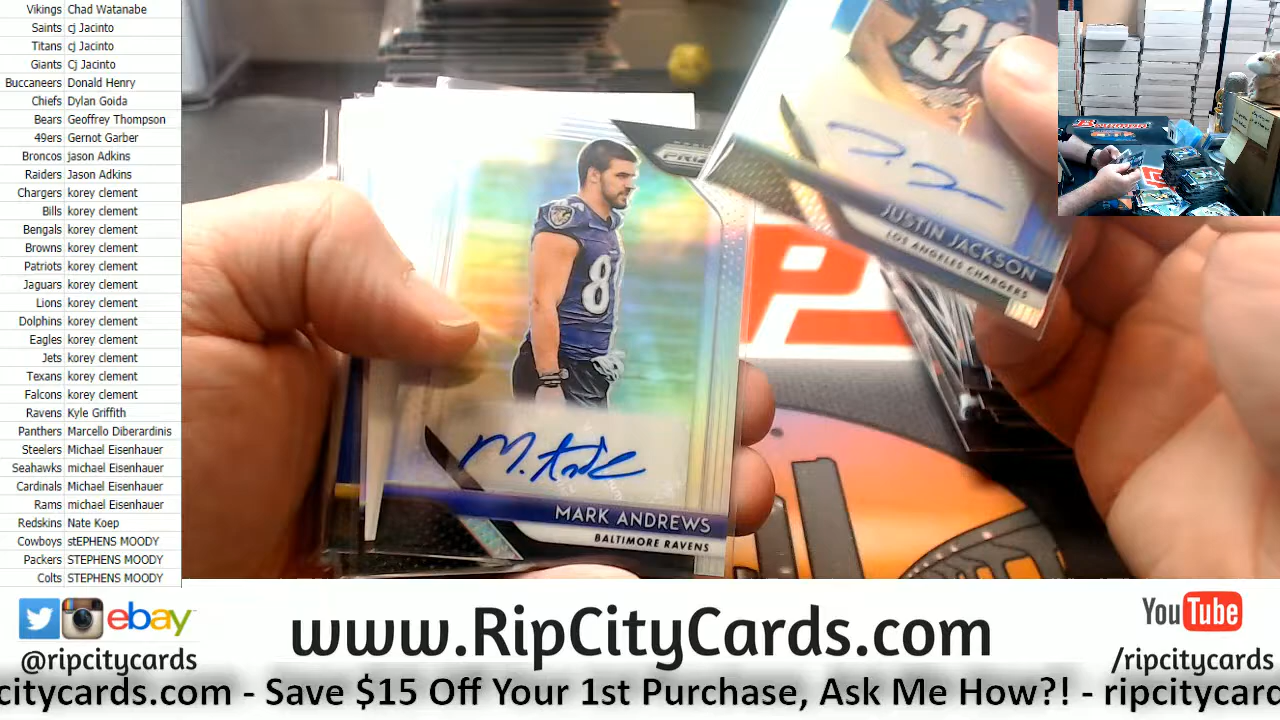 Vikings Chad Watanabe
Saints cj Jacinto
Titans cj Jacinto
Giants Cj Jacinto
Buccaneers Donald Henry
Chiefs Dylan Goida
Bears Geoffrey Thompson
49ers Gernot Garber
Broncos jason Adkins
Raiders Jason Adkins
Chargers korey clement
Bills korey clement
Bengals korey clement
Browns korey clement
Patriots korey clement
Jaguars korey clement
Lions korey clement
Dolphins korey clement
Eagles korey clement
Jets korey clement
Texans korey clement
Falcons korey clement
Ravens Kyle Griffith
Panthers Marcello Diberardinis
Steelers Michael Eisenhauer
Seahawks michael Eisenhauer
Cardinals Michael Eisenhauer
Rams michael Eisenhauer
Redskins Nate Koep
Cowboys stEPHENS MOODY
Packers STEPHENS MOODY
Colts STEPHENS MOODY
32
JUSTIN JACKSON
LOS ANGELES CHARGERS
8
M. Andr
MARK ANDREWS
BALTIMORE RAVENS
ebay
@ripcitycards
www.RipCityCards.com
YouTube
/ripcitycards
citycards.com - Save $15 Off Your 1st Purchase, Ask Me How?! - ripcitycard